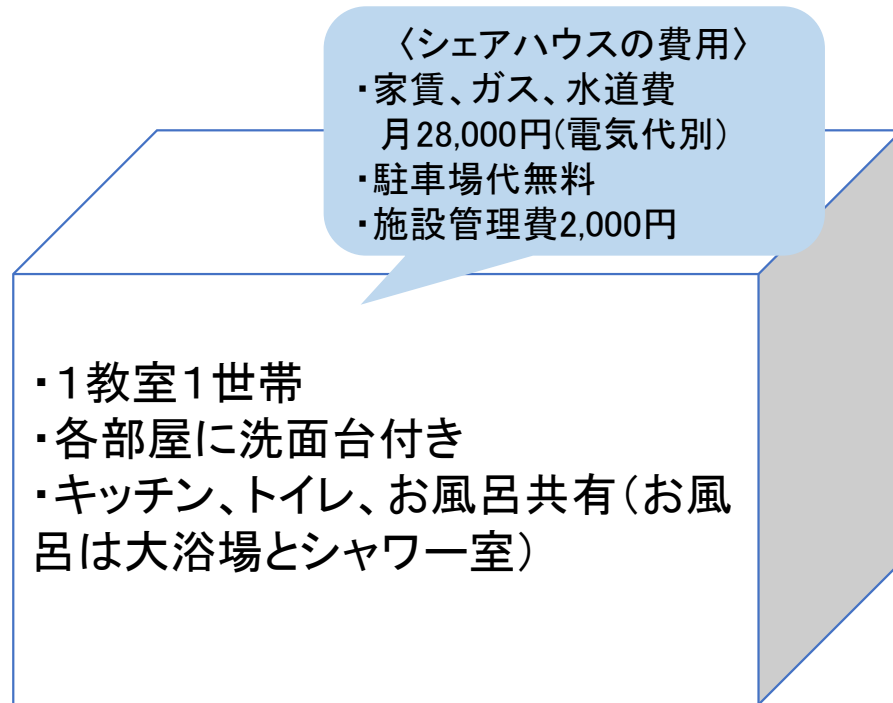 〈シェアハウスの費用〉
・家賃、ガス、水道費
月28,000円(電気代別)
・駐車場代無料
・施設管理費2,000円
・１教室１世帯
・各部屋に洗面台付き
・キッチン、トイレ、お風呂共有（お風
呂は大浴場とシャワー室）